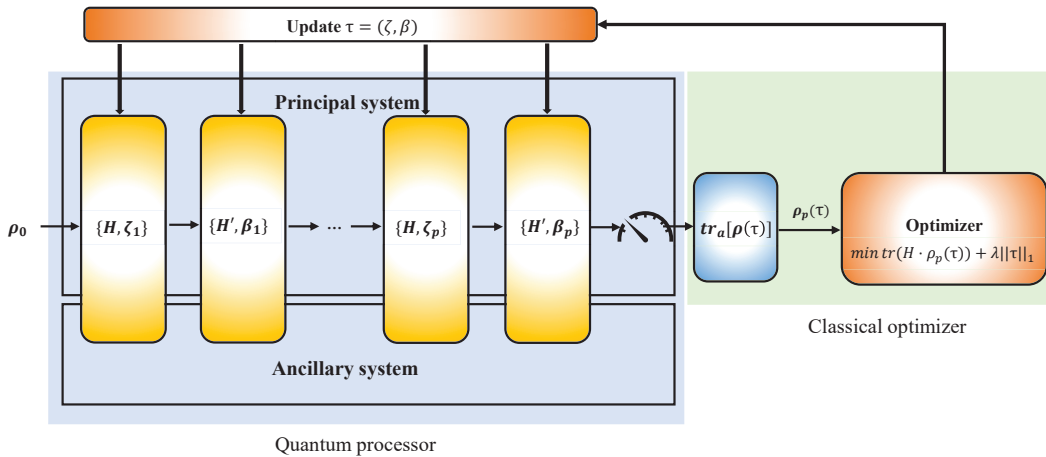 Update τ = (ζ, β)
Principal system
ρ₀
{H, ζ₁}
{H′, β₁}
...
{H, ζₚ}
{H′, βₚ}
trₐ[ρ(τ)]
ρₚ(τ)
Optimizer
min tr(H · ρₚ(τ)) + λ||τ||₁
Ancillary system
Classical optimizer
Quantum processor